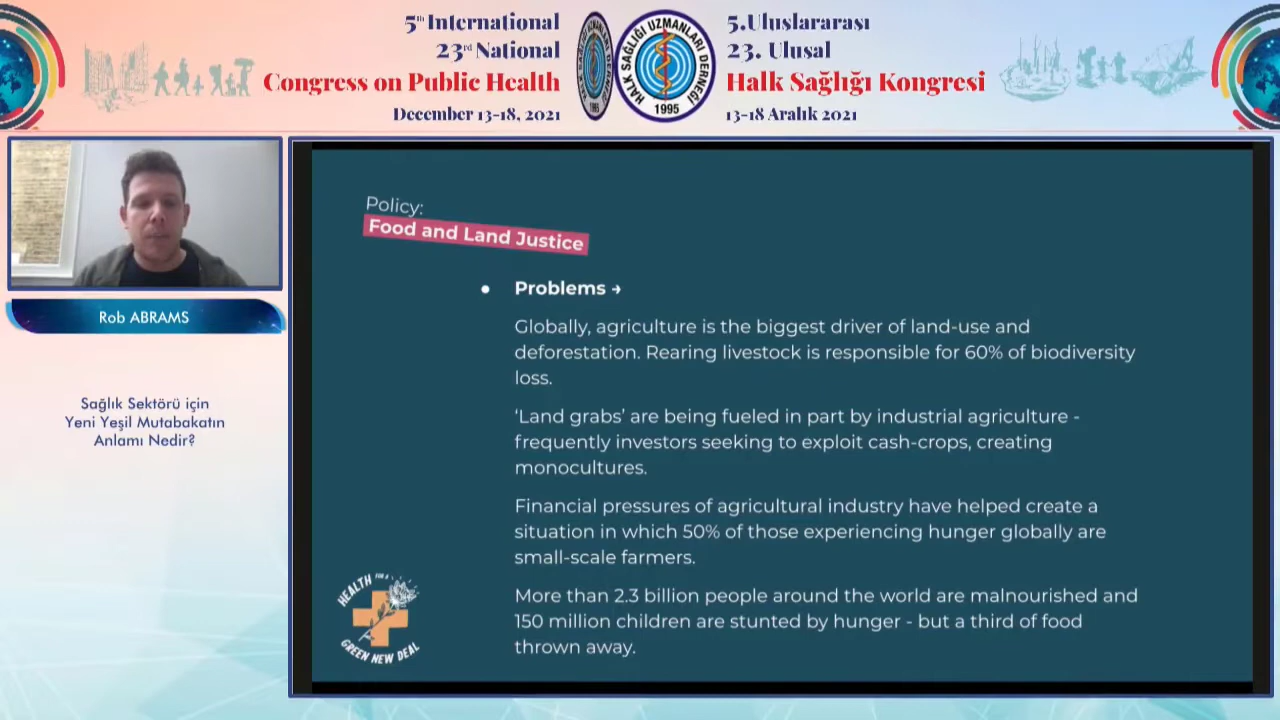 5th International
23rd National
Congress on Public Health
December 13-18, 2021
HALK SAĞLIĞI UZMANLARI DERNEĞİ
1995
5.Uluslararası
23. Ulusal
Halk Sağlığı Kongresi
13-18 Aralık 2021
Rob ABRAMS
Sağlık Sektörü için
Yeni Yeşil Mutabakatın
Anlamı Nedir?
Policy:
Food and Land Justice
● Problems →
Globally, agriculture is the biggest driver of land-use and
deforestation. Rearing livestock is responsible for 60% of biodiversity
loss.
‘Land grabs’ are being fueled in part by industrial agriculture -
frequently investors seeking to exploit cash-crops, creating
monocultures.
Financial pressures of agricultural industry have helped create a
situation in which 50% of those experiencing hunger globally are
small-scale farmers.
More than 2.3 billion people around the world are malnourished and
150 million children are stunted by hunger - but a third of food
thrown away.
HEALTH FOR A
GREEN NEW DEAL